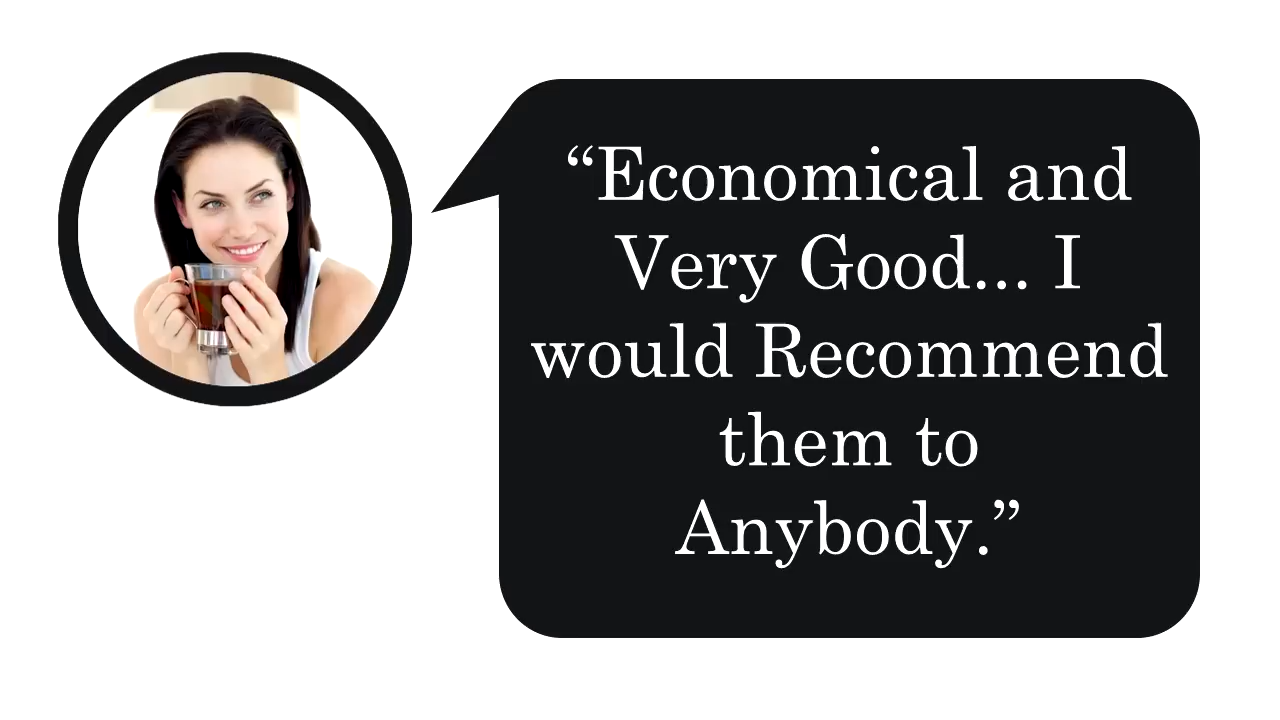 “Economical and
Very Good... I
would Recommend
them to
Anybody.”